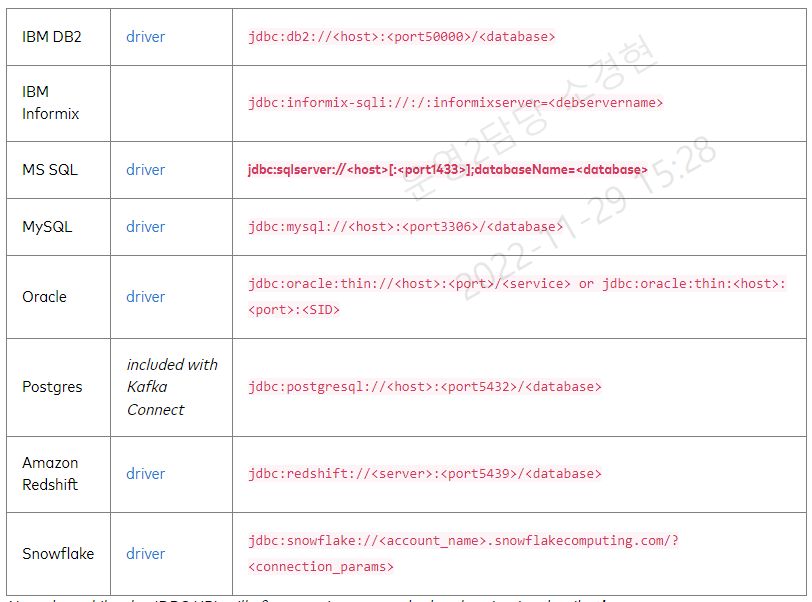 IBM DB2 driver jdbc:db2://<host>:<port50000>/<database>
IBM
Informix
jdbc:informix-sqli://:/:informixserver=<debservername>
MS SQL driver jdbc:sqlserver://<host>[:<port1433>];databaseName=<database>
MySQL driver jdbc:mysql://<host>:<port3306>/<database>
Oracle driver
jdbc:oracle:thin://<host>:<port>/<service> or jdbc:oracle:thin:<host>:
<port>:<SID>
Postgres
included with
Kafka
Connect
jdbc:postgresql://<host>:<port5432>/<database>
Amazon
Redshift
driver jdbc:redshift://<server>:<port5439>/<database>
Snowflake driver
jdbc:snowflake://<account_name>.snowflakecomputing.com/?
<connection_params>
운영2담당 소경현
2022-11-29 15:28